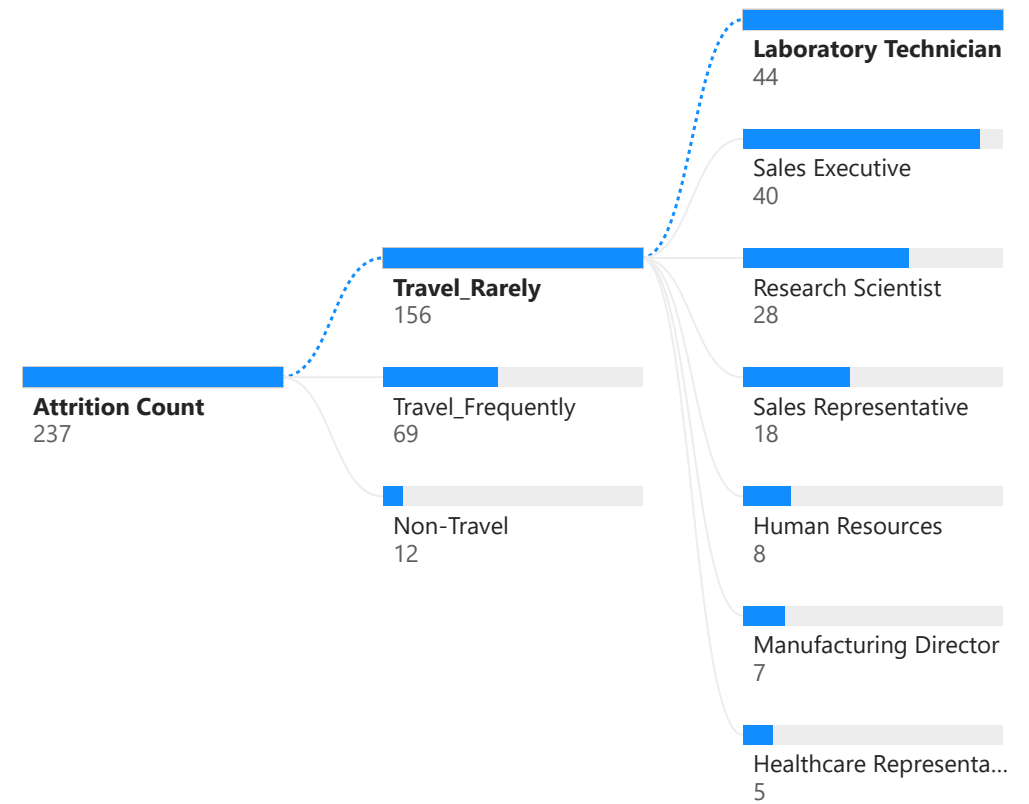 Attrition Count
237
Travel_Rarely
156
Travel_Frequently
69
Non-Travel
12
Laboratory Technician
44
Sales Executive
40
Research Scientist
28
Sales Representative
18
Human Resources
8
Manufacturing Director
7
Healthcare Representa...
5